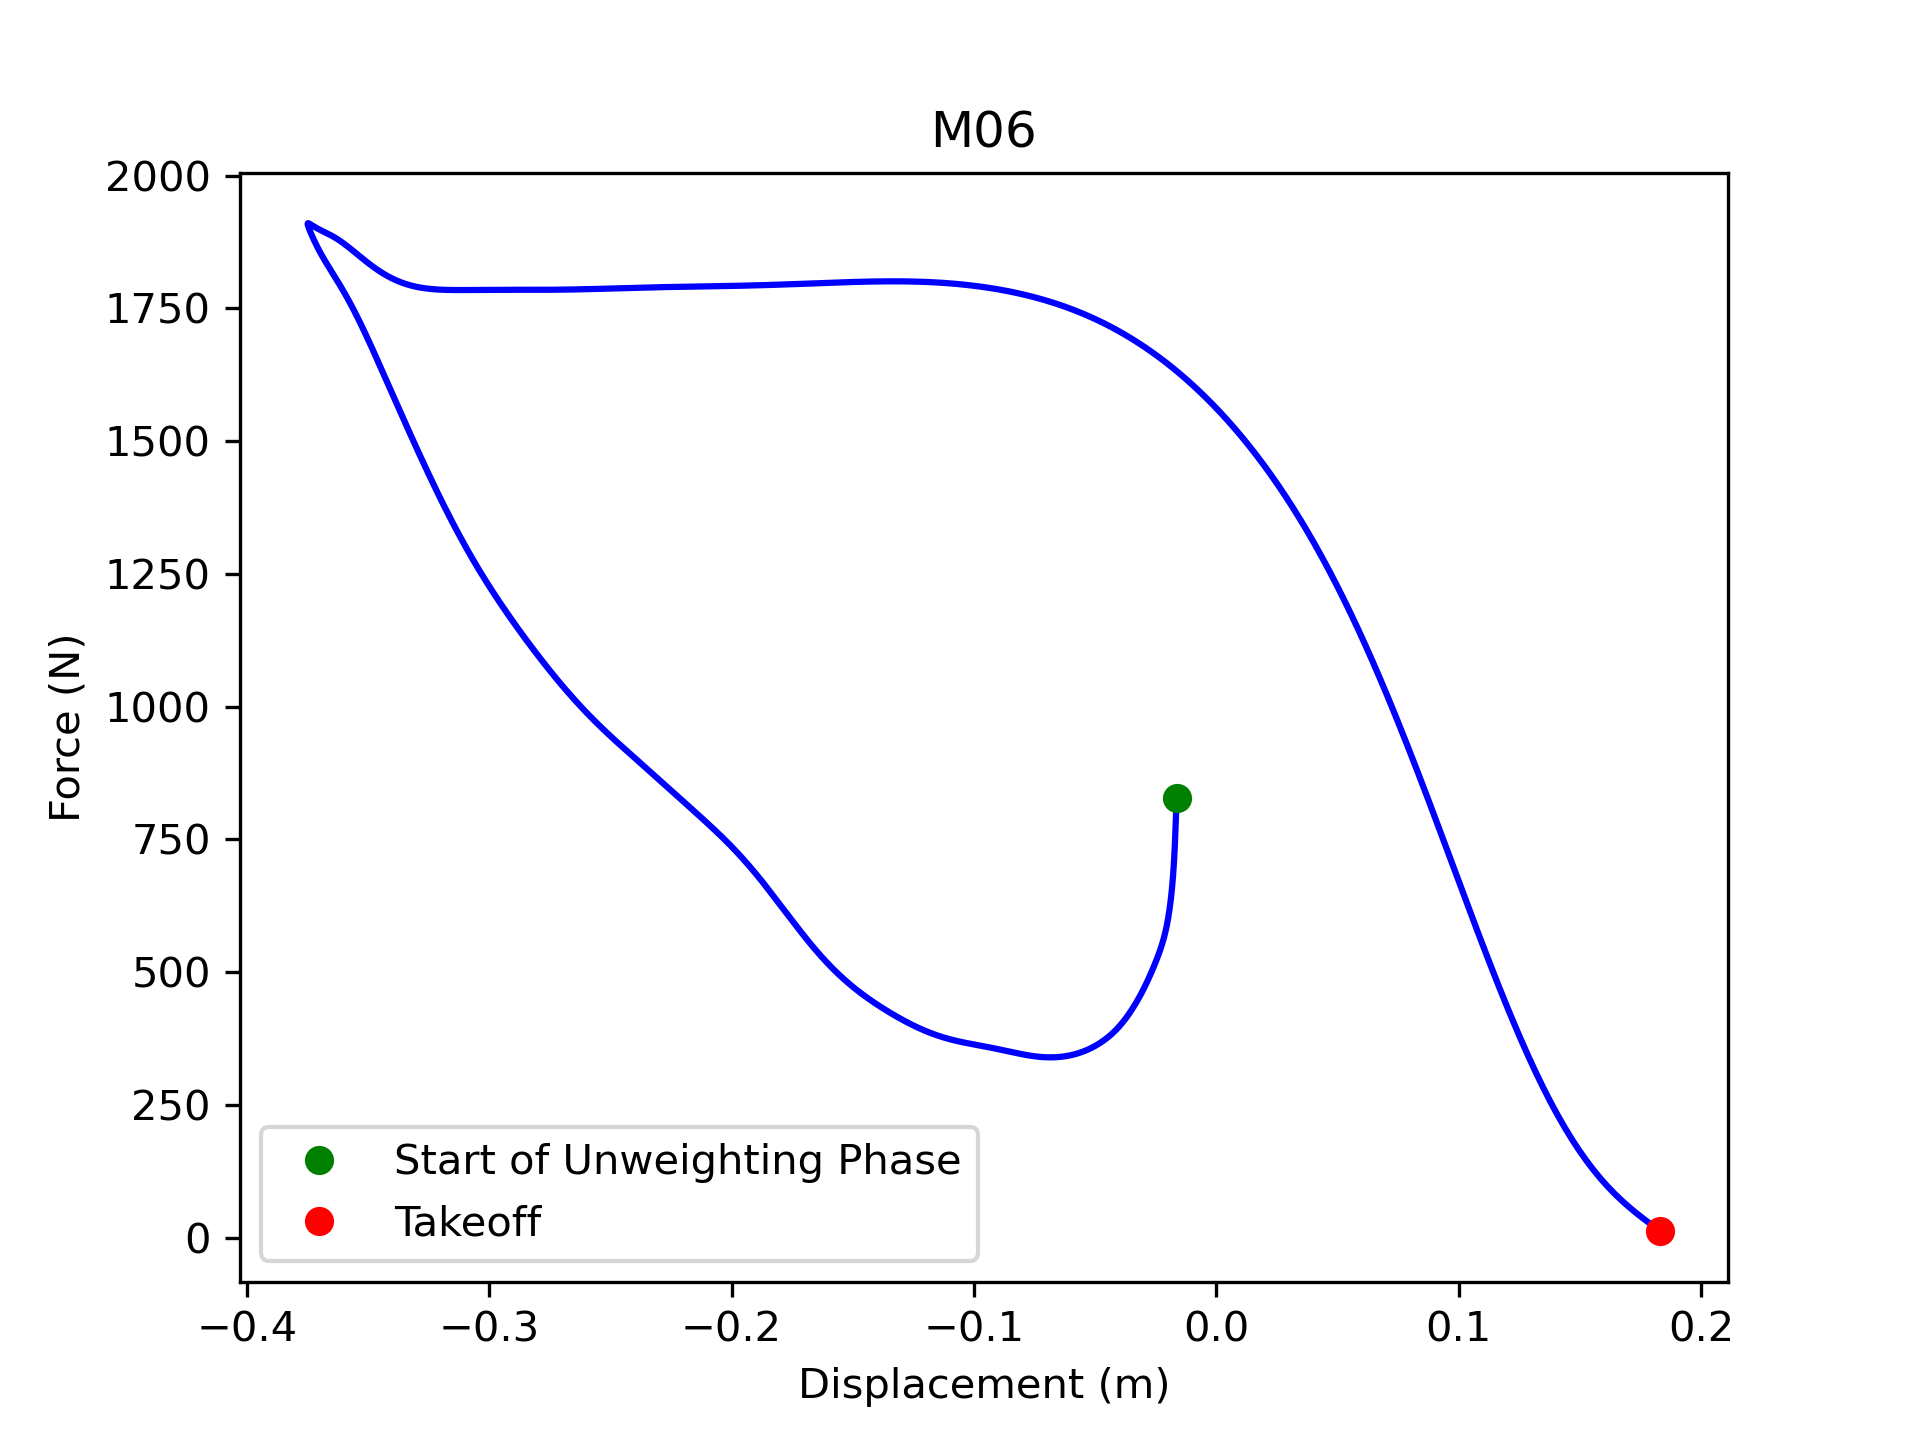 M06
2000
1750
1500
1250
1000
750
500
250
0
Force (N)
Start of Unweighting Phase
Takeoff
−0.4 −0.3 −0.2 −0.1 0.0 0.1 0.2
Displacement (m)